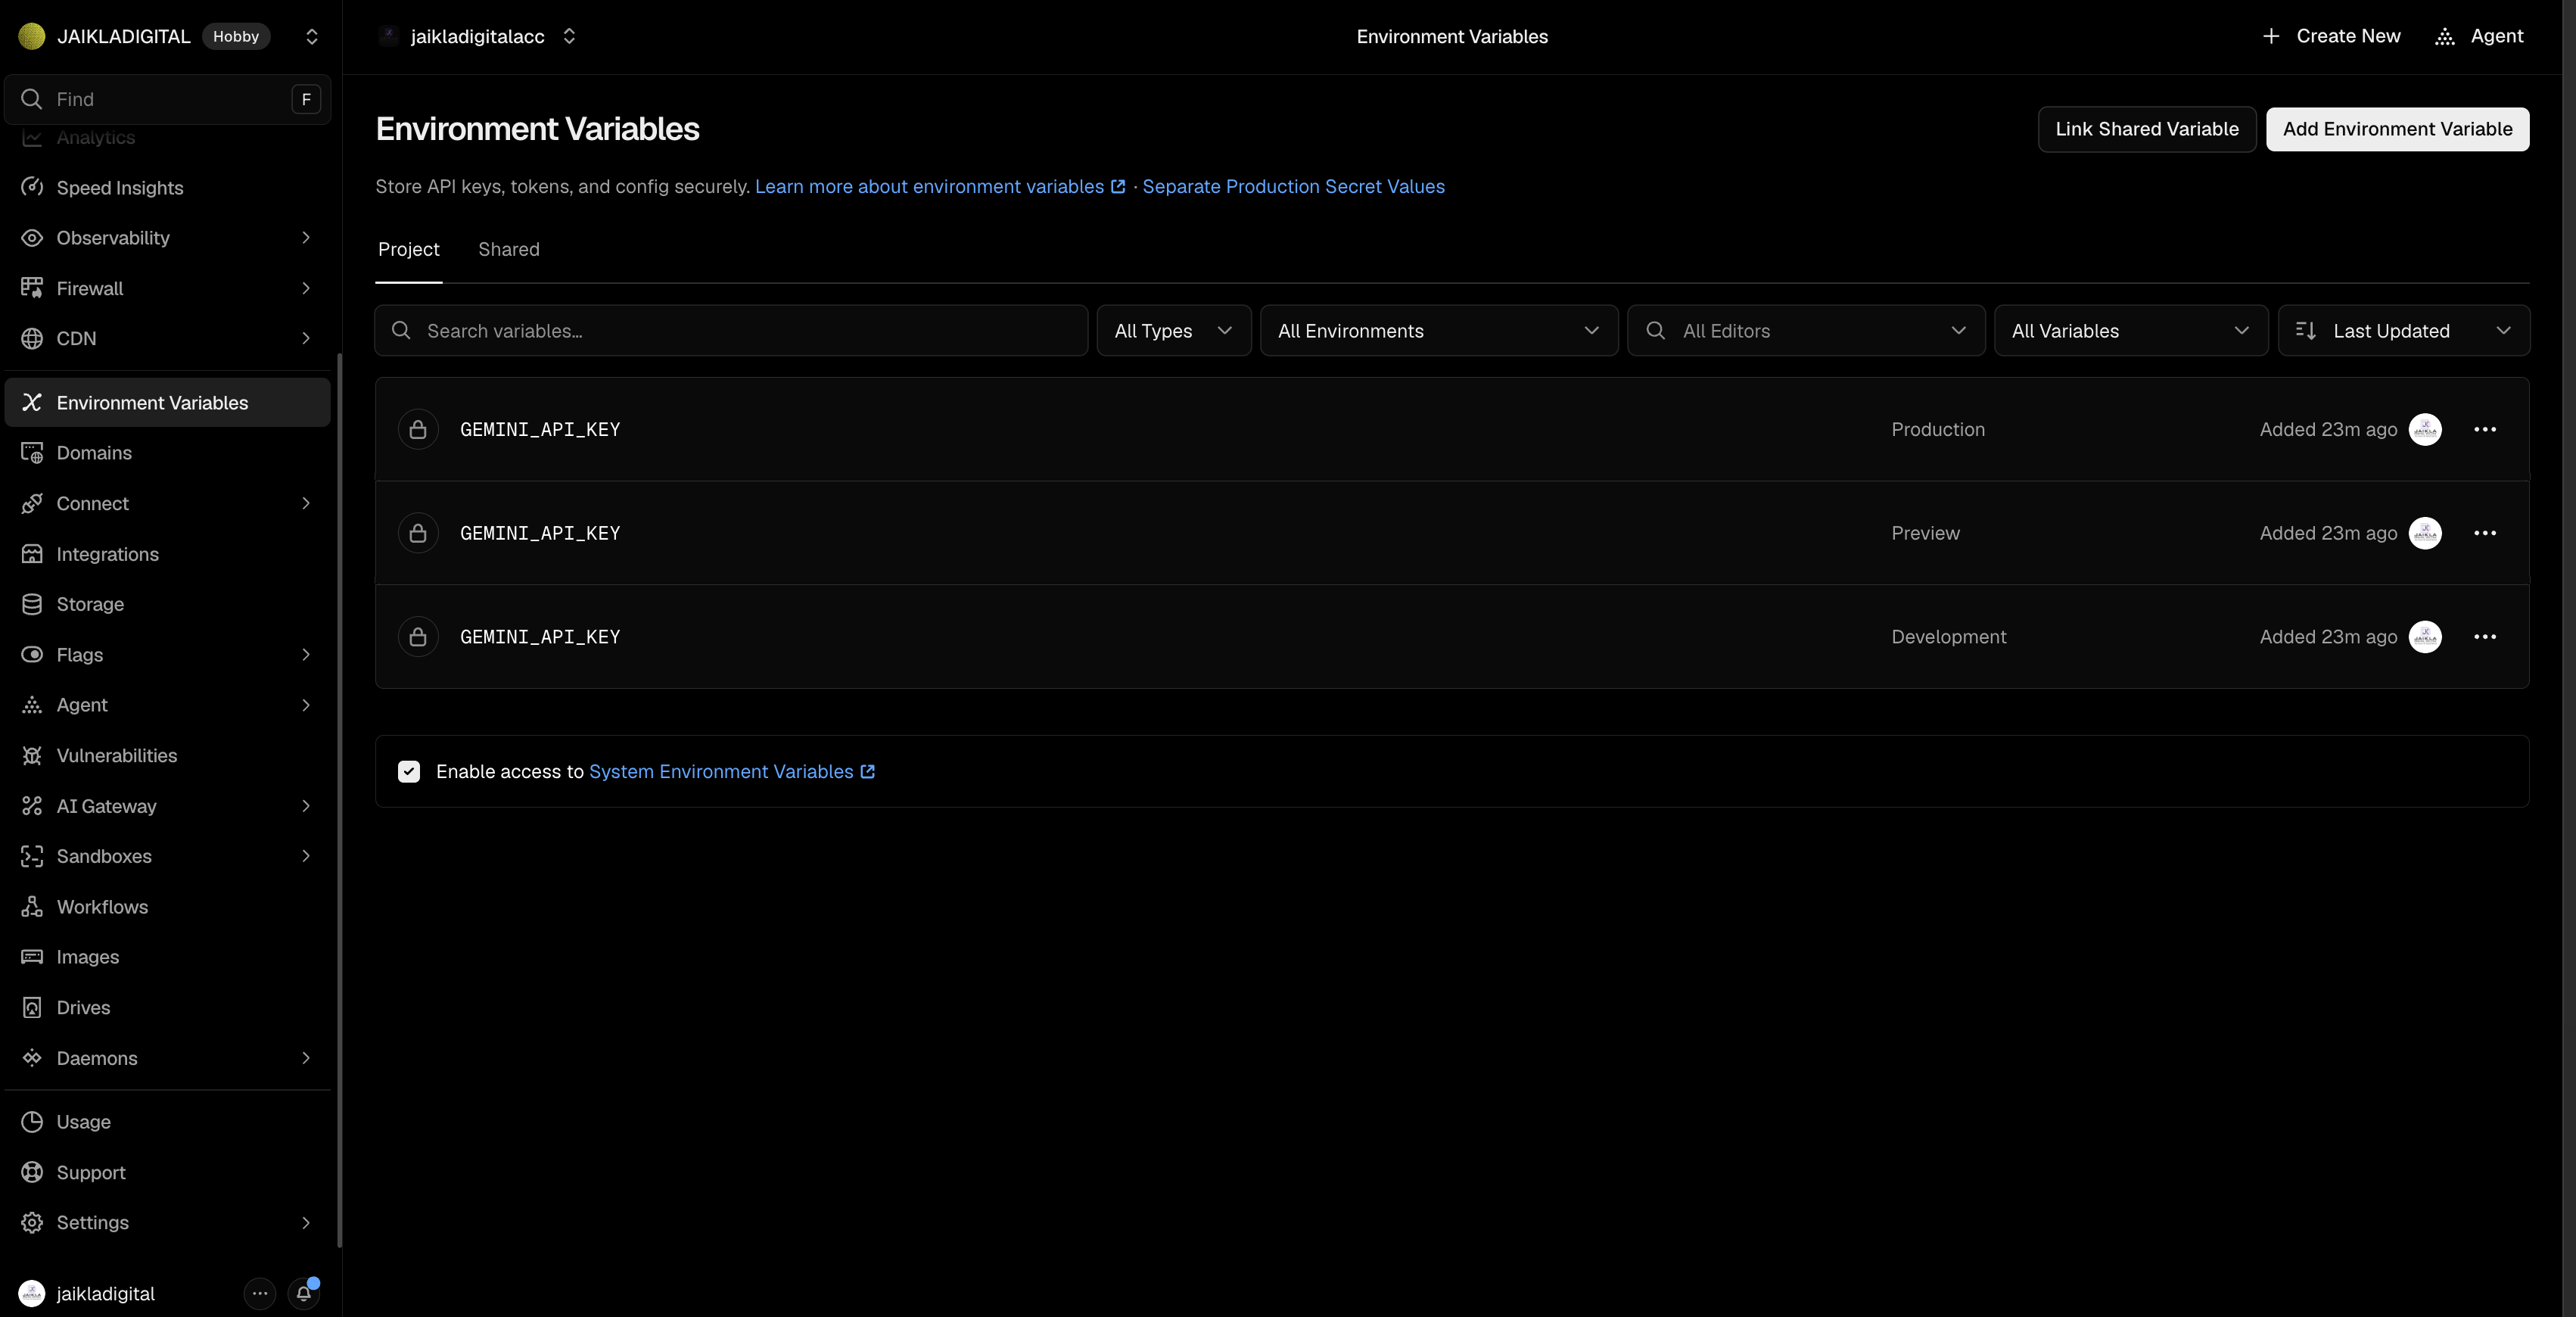 JAIKLADIGITAL Hobby
jaikladigitalacc
Environment Variables
Create New
Agent
Find F
Analytics
Speed Insights
Observability
Firewall
CDN
Environment Variables
Domains
Connect
Integrations
Storage
Flags
Agent
Vulnerabilities
AI Gateway
Sandboxes
Workflows
Images
Drives
Daemons
Usage
Support
Settings
jaikladigital
Environment Variables
Link Shared Variable
Add Environment Variable
Store API keys, tokens, and config securely. Learn more about environment variables · Separate Production Secret Values
Project Shared
Search variables... All Types All Environments All Editors All Variables Last Updated
GEMINI_API_KEY Production Added 23m ago
GEMINI_API_KEY Preview Added 23m ago
GEMINI_API_KEY Development Added 23m ago
Enable access to System Environment Variables